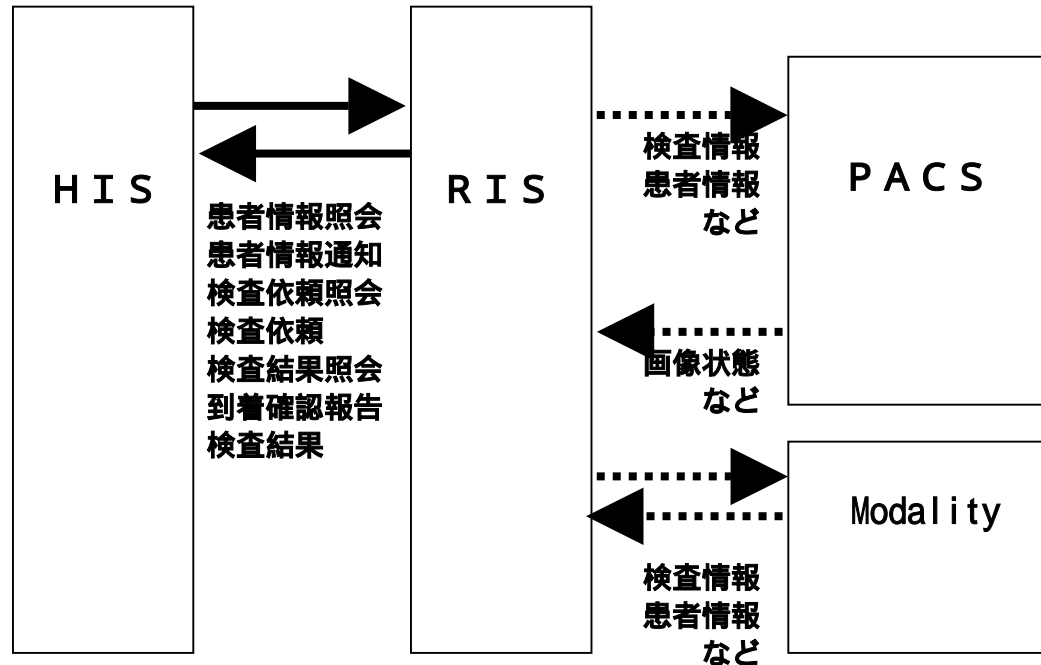 ＨＩＳ
患者情報照会
患者情報通知
検査依頼照会
検査依頼
検査結果照会
到着確認報告
検査結果
ＲＩＳ
検査情報
患者情報
など
ＰＡＣＳ
画像状態
など
Modality
検査情報
患者情報
など